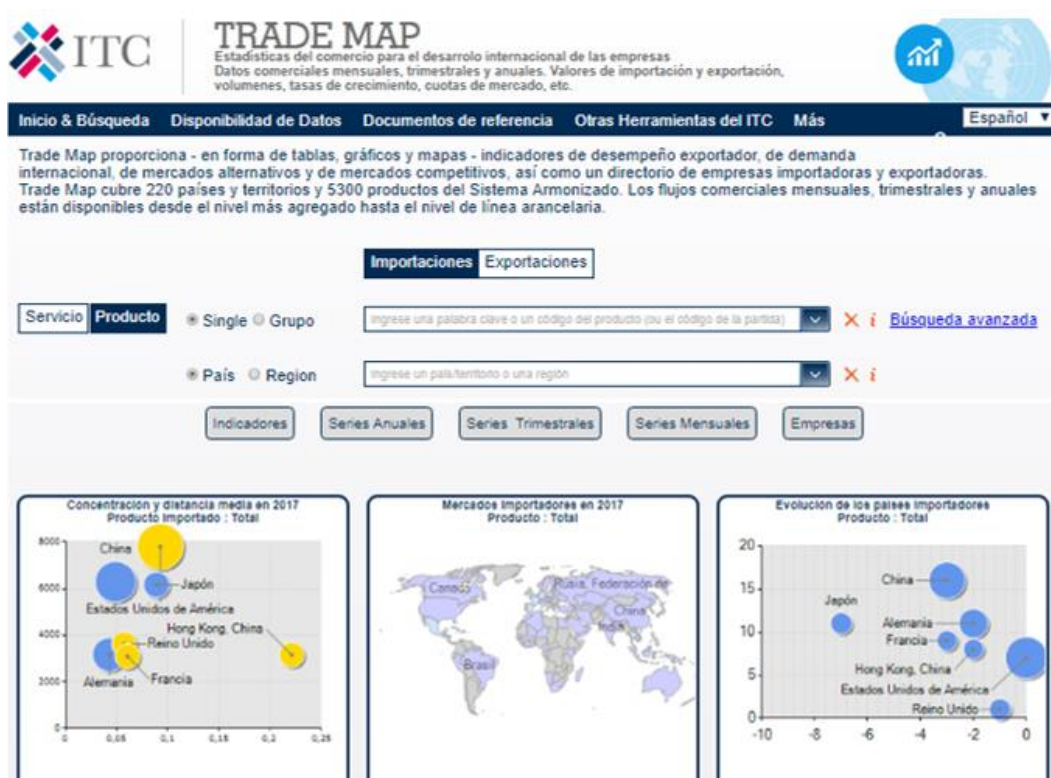 ITC
TRADE MAP
Estadísticas del comercio para el desarrolo internacional de las empresas
Datos comerciales mensuales, trimestrales y anuales. Valores de importación y exportación,
volumenes, tasas de crecimiento, cuotas de mercado, etc.
Inicio & Búsqueda Disponibilidad de Datos Documentos de referencia Otras Herramientas del ITC Más Español
Trade Map proporciona - en forma de tablas, gráficos y mapas - indicadores de desempeño exportador, de demanda
internacional, de mercados alternativos y de mercados competitivos, así como un directorio de empresas importadoras y exportadoras.
Trade Map cubre 220 países y territorios y 5300 productos del Sistema Armonizado. Los flujos comerciales mensuales, trimestrales y anuales
están disponibles desde el nivel más agregado hasta el nivel de línea arancelaria.
Importaciones Exportaciones
Servicio Producto Single Grupo Ingrese una palabra clave o un código del producto (ou el código de la partida) Búsqueda avanzada
País Region Ingrese un país/territorio o una región
Indicadores Series Anuales Series Trimestrales Series Mensuales Empresas
Concentración y distancia media en 2017
Producto Importado : Total
8000
China
6000
Japón
Estados Unidos de América
Hong Kong, China
4000
Reino Unido
Alemania
Francia
2000
0
0 0,05 0,1 0,15 0,2 0,25
Mercados Importadores en 2017
Producto : Total
Canadá
Rusia, Federación de
China
India
Brasil
Evolución de los países importadores
Producto : Total
20
15
China
Japón
Alemania
10
Francia
Hong Kong, China
5
Estados Unidos de América
Reino Unido
0
-10 -8 -6 -4 -2 0